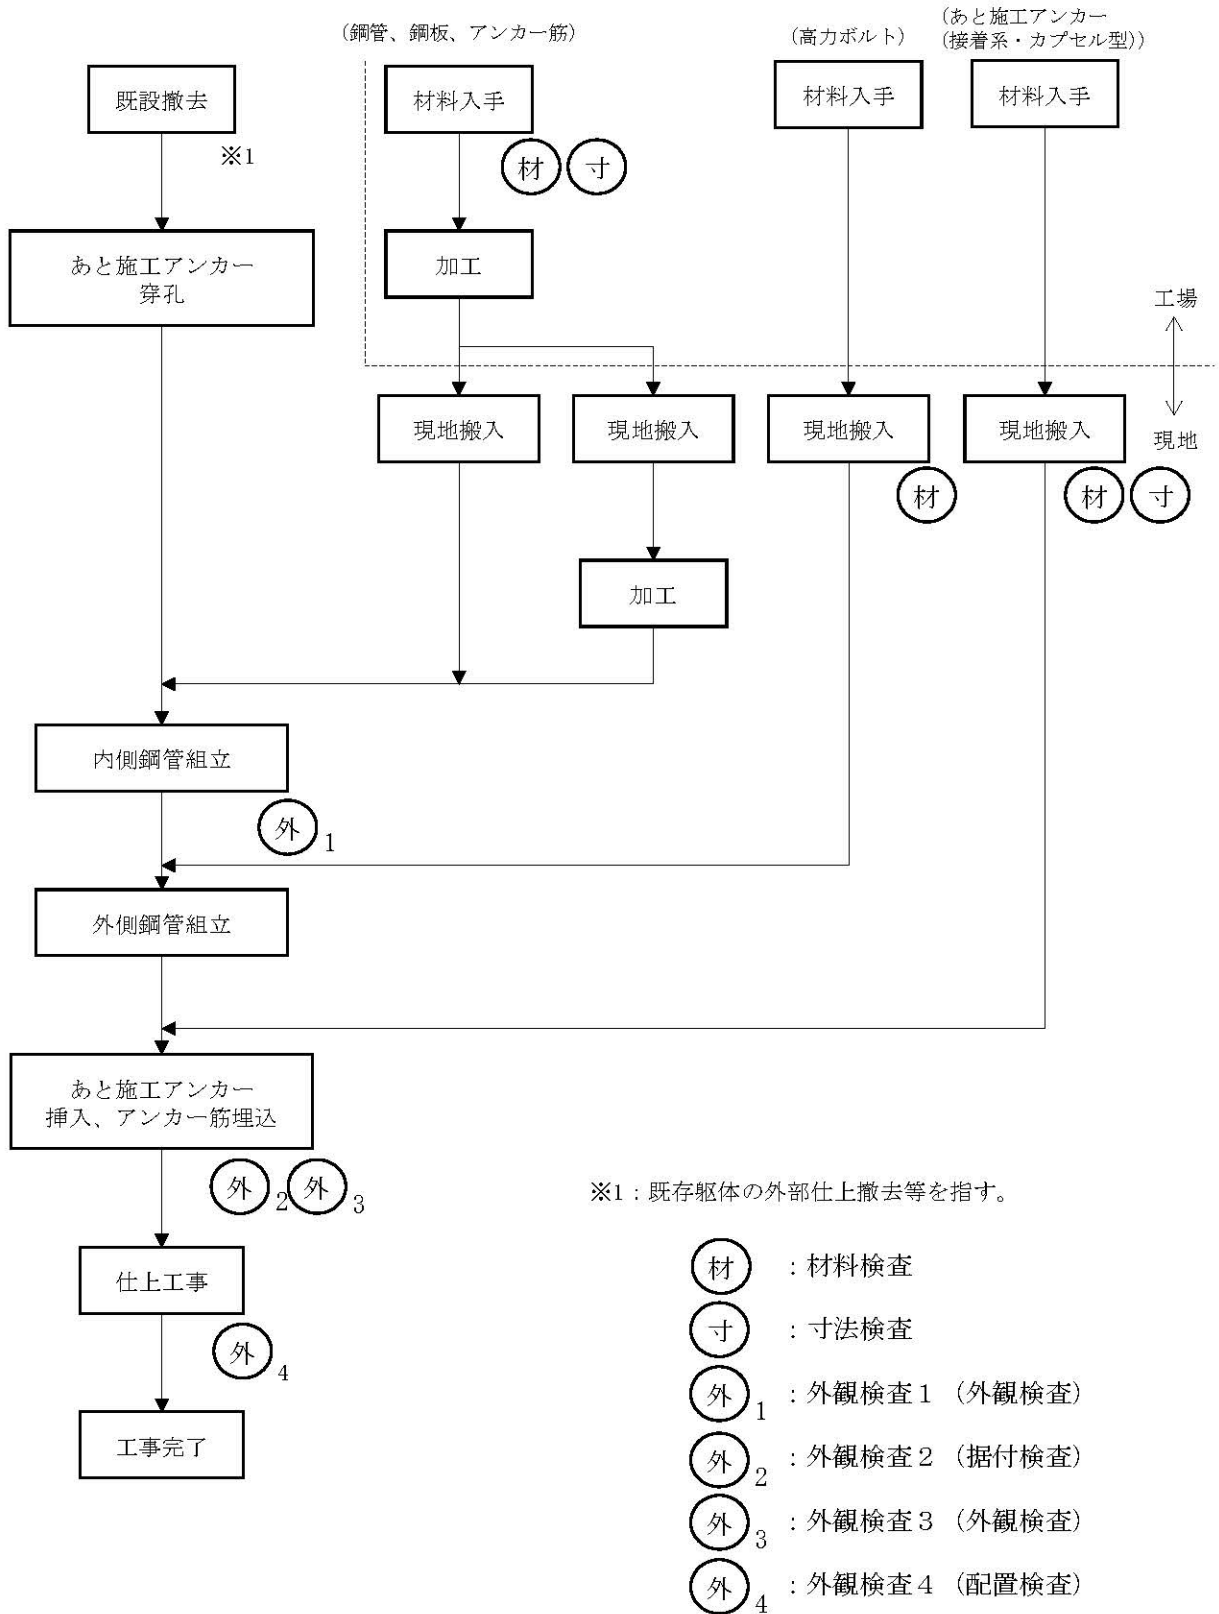 (鋼管、鋼板、アンカー筋)
(高力ボルト)
(あと施工アンカー
(接着系・カプセル型))
既設撤去
材料入手
材料入手
材料入手
※1
材 寸
あと施工アンカー
穿孔
加工
工場
現地搬入
現地搬入
現地搬入
現地搬入
現地
材
材 寸
加工
内側鋼管組立
外1
外側鋼管組立
あと施工アンカー
挿入、アンカー筋埋込
外2 外3
仕上工事
外4
工事完了
※1：既存躯体の外部仕上撤去等を指す。
材 ：材料検査
寸 ：寸法検査
外1 ：外観検査１（外観検査）
外2 ：外観検査２（据付検査）
外3 ：外観検査３（外観検査）
外4 ：外観検査４（配置検査）